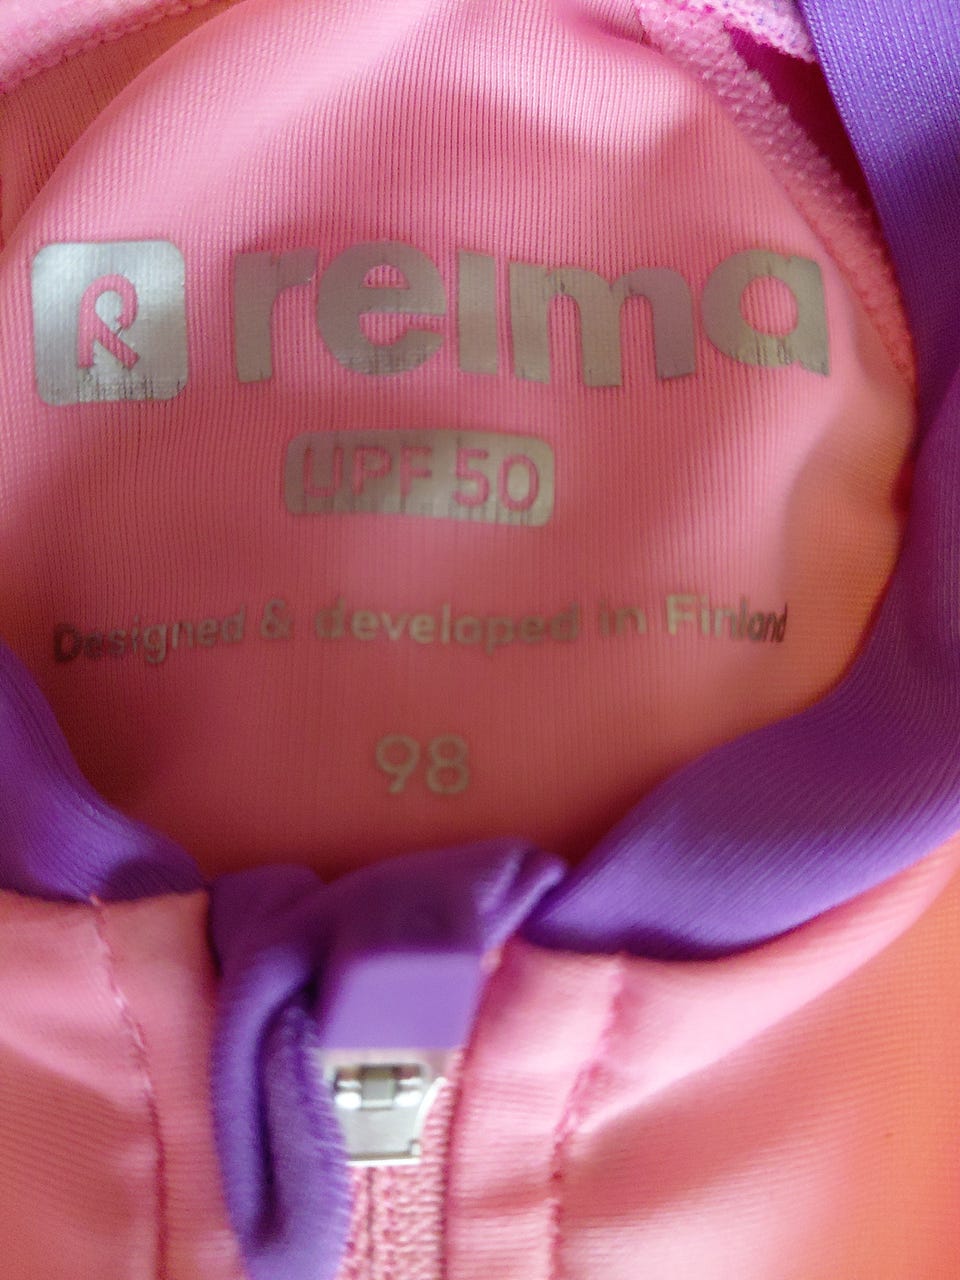 R reima
UPF 50
Designed & developed in Finland
98